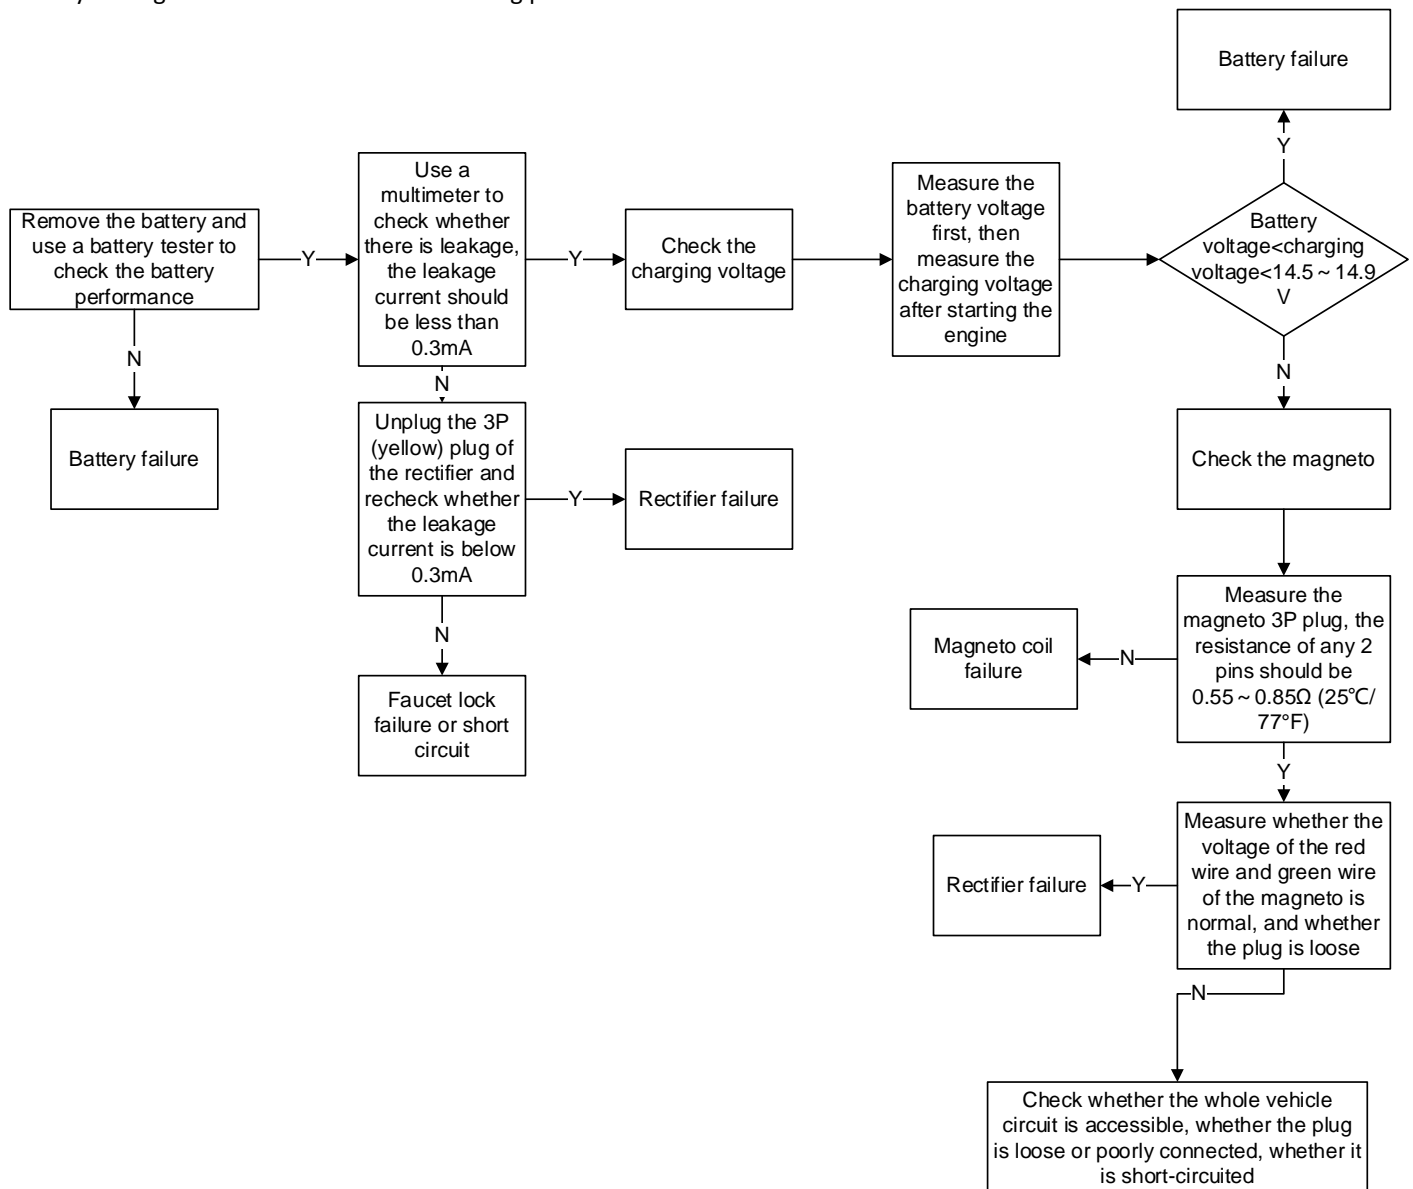 Battery failure
Remove the battery and
use a battery tester to
check the battery
performance
Y
N
Battery failure
Use a
multimeter to
check whether
there is leakage,
the leakage
current should
be less than
0.3mA
Y
N
Unplug the 3P
(yellow) plug of
the rectifier and
recheck whether
the leakage
current is below
0.3mA
Y
Rectifier failure
N
Faucet lock
failure or short
circuit
Check the
charging voltage
Measure the
battery voltage
first, then
measure the
charging voltage
after starting the
engine
Battery
voltage<charging
voltage<14.5～14.9
V
Y
N
Check the magneto
Measure the
magneto 3P plug, the
resistance of any 2
pins should be
0.55～0.85Ω (25℃/
77°F)
N
Magneto coil
failure
Y
Measure whether the
voltage of the red
wire and green wire
of the magneto is
normal, and whether
the plug is loose
Y
Rectifier failure
N
Check whether the whole vehicle
circuit is accessible, whether the plug
is loose or poorly connected, whether it
is short-circuited